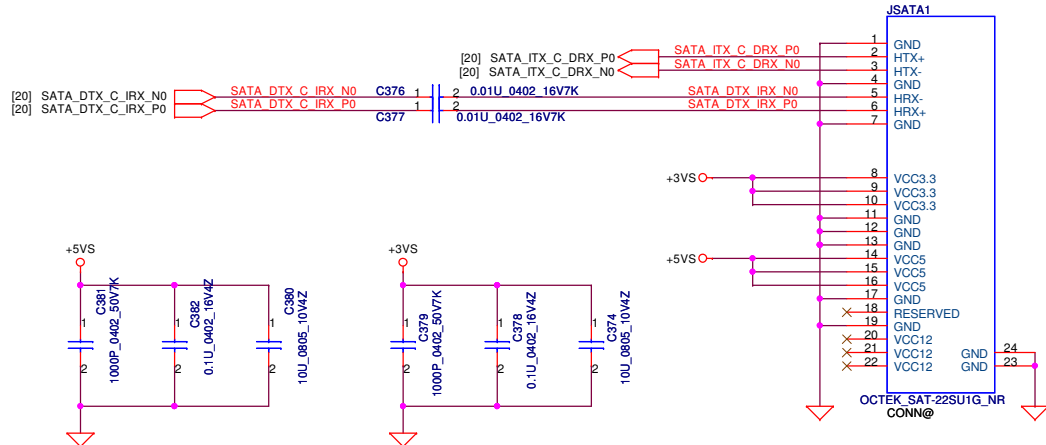 JSATA1
1 GND
[20] SATA_ITX_C_DRX_P0 SATA_ITX_C_DRX_P0 2 HTX+
[20] SATA_ITX_C_DRX_N0 SATA_ITX_C_DRX_N0 3 HTX-
4 GND
[20] SATA_DTX_C_IRX_N0 SATA_DTX_C_IRX_N0 C376 1 2 0.01U_0402_16V7K SATA_DTX_IRX_N0 5 HRX-
[20] SATA_DTX_C_IRX_P0 SATA_DTX_C_IRX_P0 1 2 SATA_DTX_IRX_P0 6 HRX+
C377 0.01U_0402_16V7K 7 GND
+3VS 8 VCC3.3
9 VCC3.3
10 VCC3.3
11 GND
12 GND
13 GND
+5VS 14 VCC5
15 VCC5
16 VCC5
17 GND
18 RESERVED
19 GND
20 VCC12
21 VCC12 GND 24
22 VCC12 GND 23
OCTEK_SAT-22SU1G_NR
CONN@
+5VS
1 2 C381
1000P_0402_50V7K
1 2 C382
0.1U_0402_16V4Z
1 2 C380
10U_0805_10V4Z
+3VS
1 2 C379
1000P_0402_50V7K
1 2 C378
0.1U_0402_16V4Z
1 2 C374
10U_0805_10V4Z